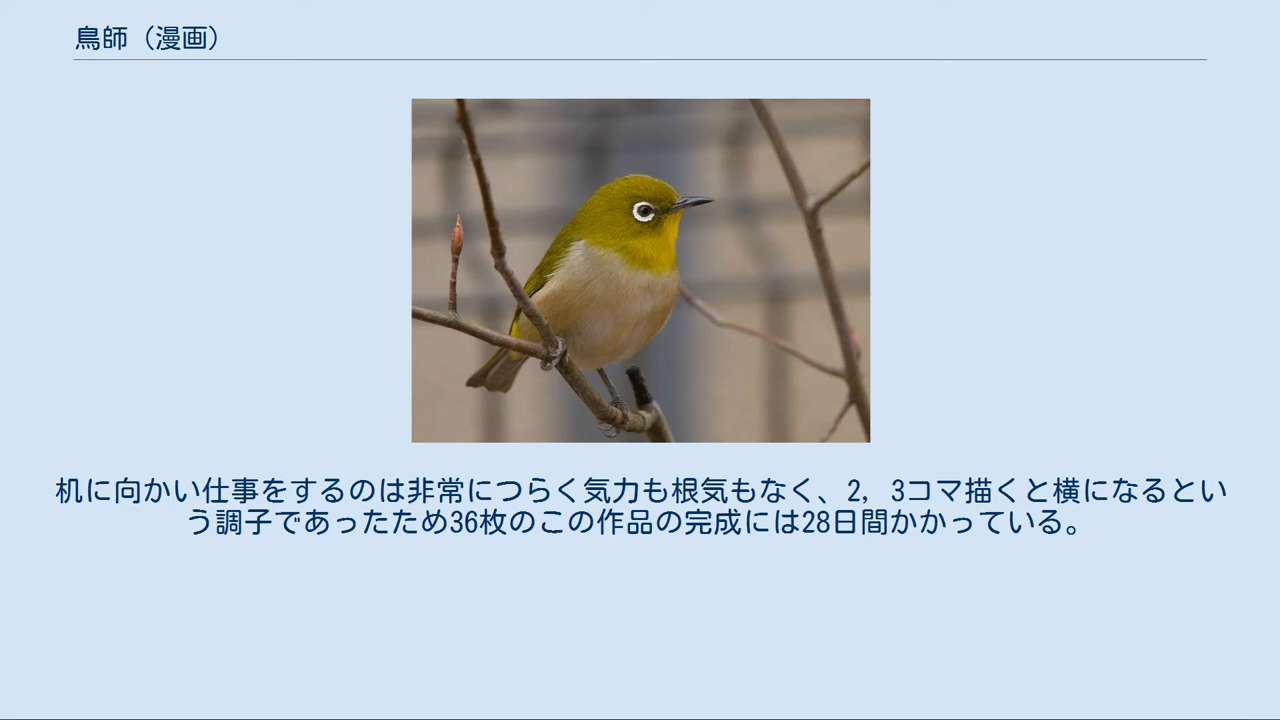 鳥師（漫画）
机に向かい仕事をするのは非常につらく気力も根気もなく、2，3コマ描くと横になるとい
う調子であったため36枚のこの作品の完成には28日間かかっている。